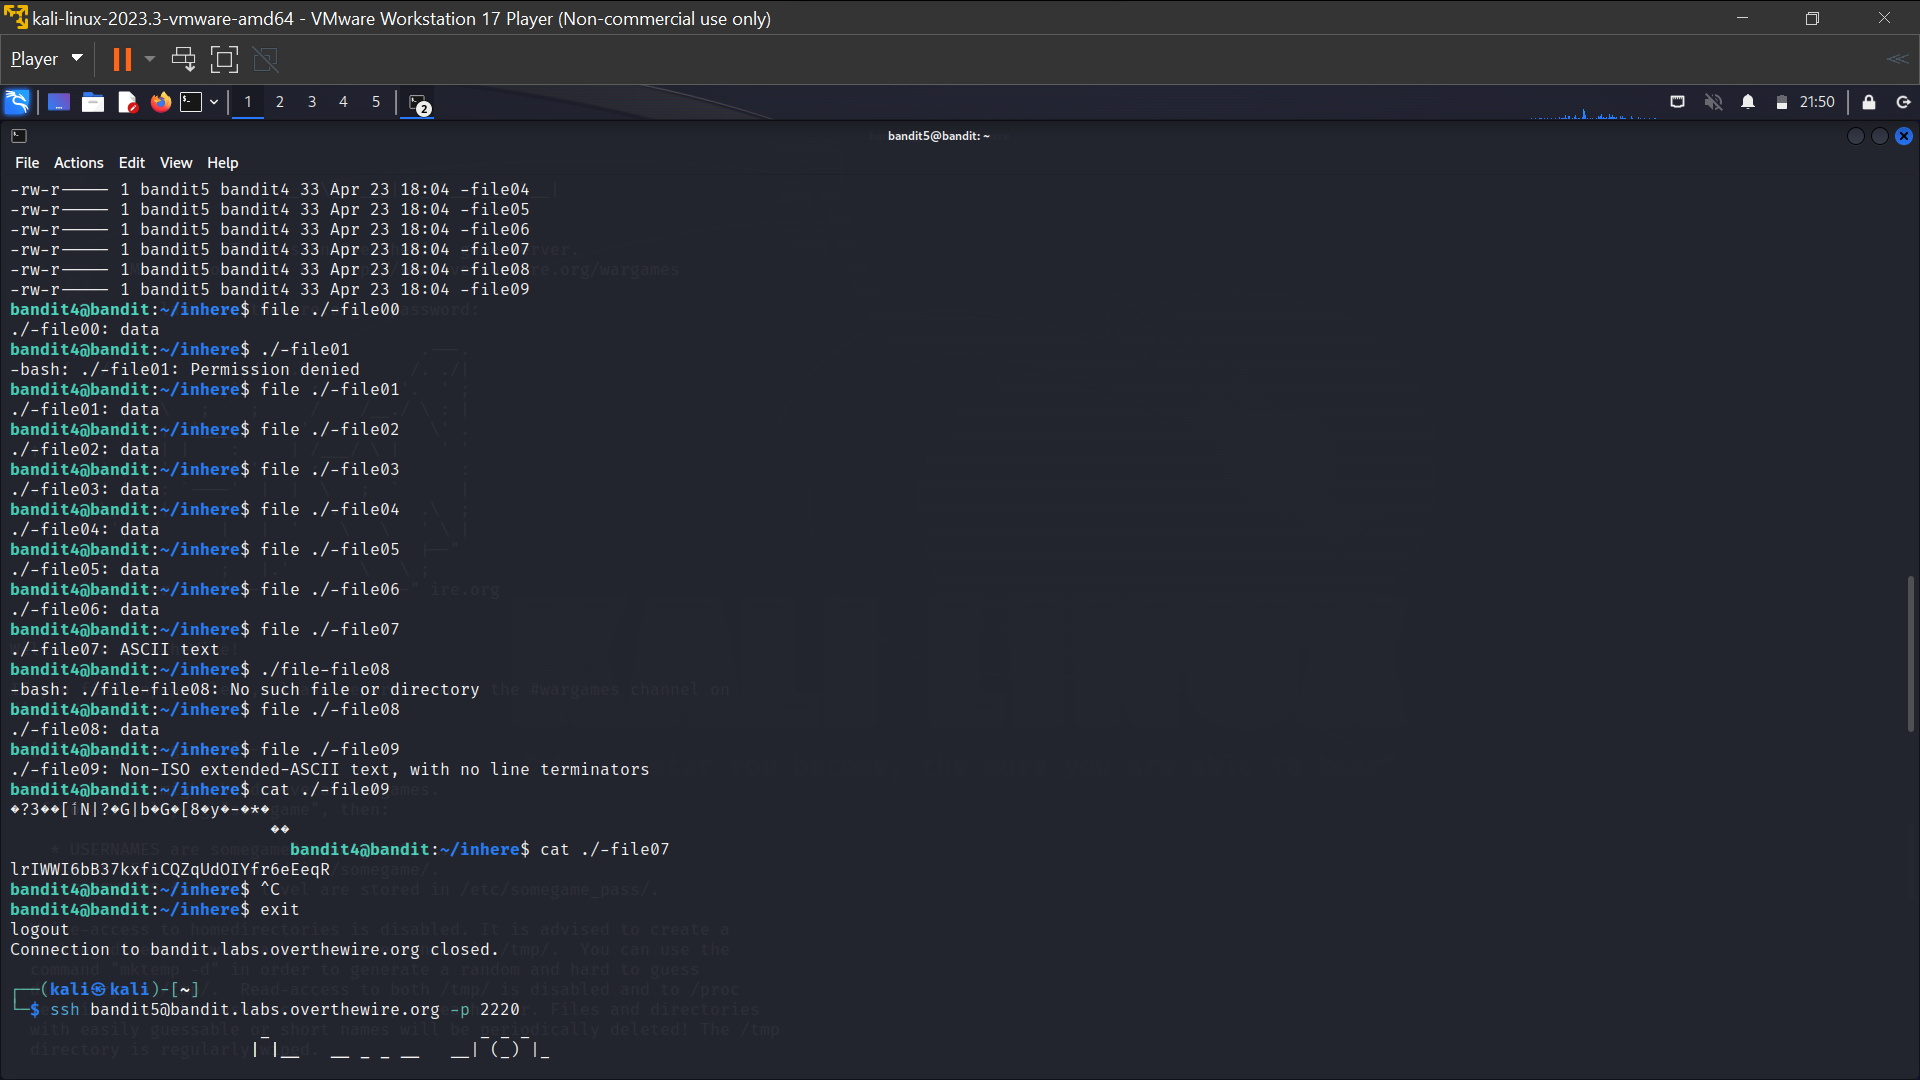 kali-linux-2023.3-vmware-amd64 - VMware Workstation 17 Player (Non-commercial use only)
Player
1 2 3 4 5 2 21:50
bandit5@bandit: ~
File Actions Edit View Help
-rw-r----- 1 bandit5 bandit4 33 Apr 23 18:04 -file04
-rw-r----- 1 bandit5 bandit4 33 Apr 23 18:04 -file05
-rw-r----- 1 bandit5 bandit4 33 Apr 23 18:04 -file06
-rw-r----- 1 bandit5 bandit4 33 Apr 23 18:04 -file07
-rw-r----- 1 bandit5 bandit4 33 Apr 23 18:04 -file08
-rw-r----- 1 bandit5 bandit4 33 Apr 23 18:04 -file09
bandit4@bandit:~/inhere$ file ./-file00
./-file00: data
bandit4@bandit:~/inhere$ ./-file01
-bash: ./-file01: Permission denied
bandit4@bandit:~/inhere$ file ./-file01
./-file01: data
bandit4@bandit:~/inhere$ file ./-file02
./-file02: data
bandit4@bandit:~/inhere$ file ./-file03
./-file03: data
bandit4@bandit:~/inhere$ file ./-file04
./-file04: data
bandit4@bandit:~/inhere$ file ./-file05
./-file05: data
bandit4@bandit:~/inhere$ file ./-file06
./-file06: data
bandit4@bandit:~/inhere$ file ./-file07
./-file07: ASCII text
bandit4@bandit:~/inhere$ ./file-file08
-bash: ./file-file08: No such file or directory
bandit4@bandit:~/inhere$ file ./-file08
./-file08: data
bandit4@bandit:~/inhere$ file ./-file09
./-file09: Non-ISO extended-ASCII text, with no line terminators
bandit4@bandit:~/inhere$ cat ./-file09
�?3��[N|?�G|b�G�[8�y�-�*�
��
bandit4@bandit:~/inhere$ cat ./-file07
lrIWWI6bB37kxfiCQZqUdOIYfr6eEeqR
bandit4@bandit:~/inhere$ ^C
bandit4@bandit:~/inhere$ exit
logout
Connection to bandit.labs.overthewire.org closed.
(kali㉿kali)-[~]
$ ssh bandit5@bandit.labs.overthewire.org -p 2220